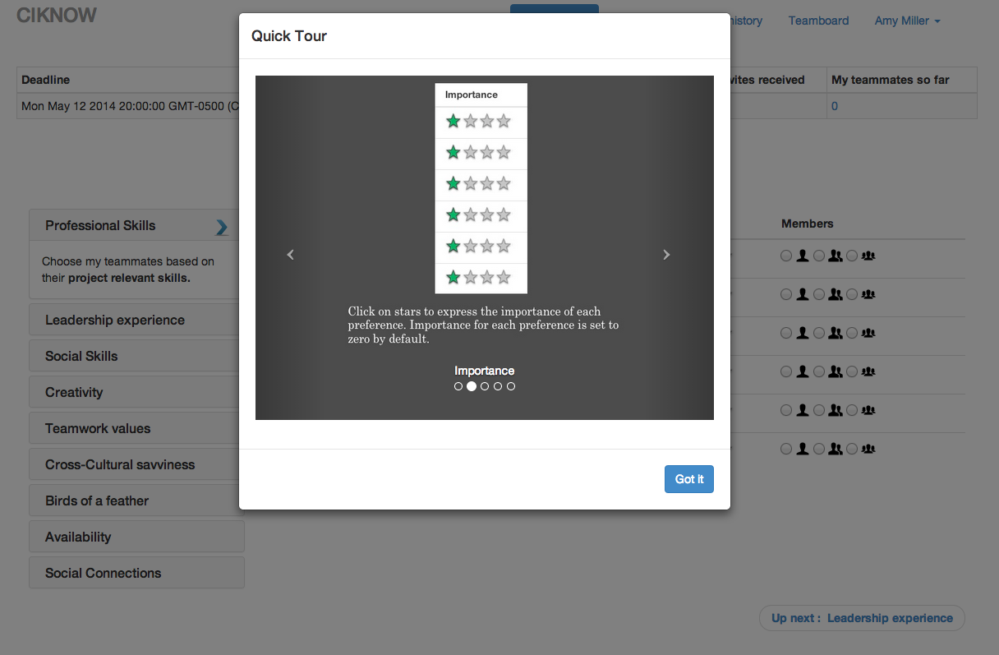 CIKNOW
history
Teamboard
Amy Miller
Quick Tour
Deadline
received
My teammates so far
Mon May 12 2014 20:00:00 GMT-0500
0
Importance
Click on stars to express the importance of each
preference. Importance for each preference is set to
zero by default.
Importance
Got it
Professional Skills
Choose my teammates based on
their project relevant skills.
Leadership experience
Social Skills
Creativity
Teamwork values
Cross-Cultural savviness
Birds of a feather
Availability
Social Connections
Members
Up next : Leadership experience